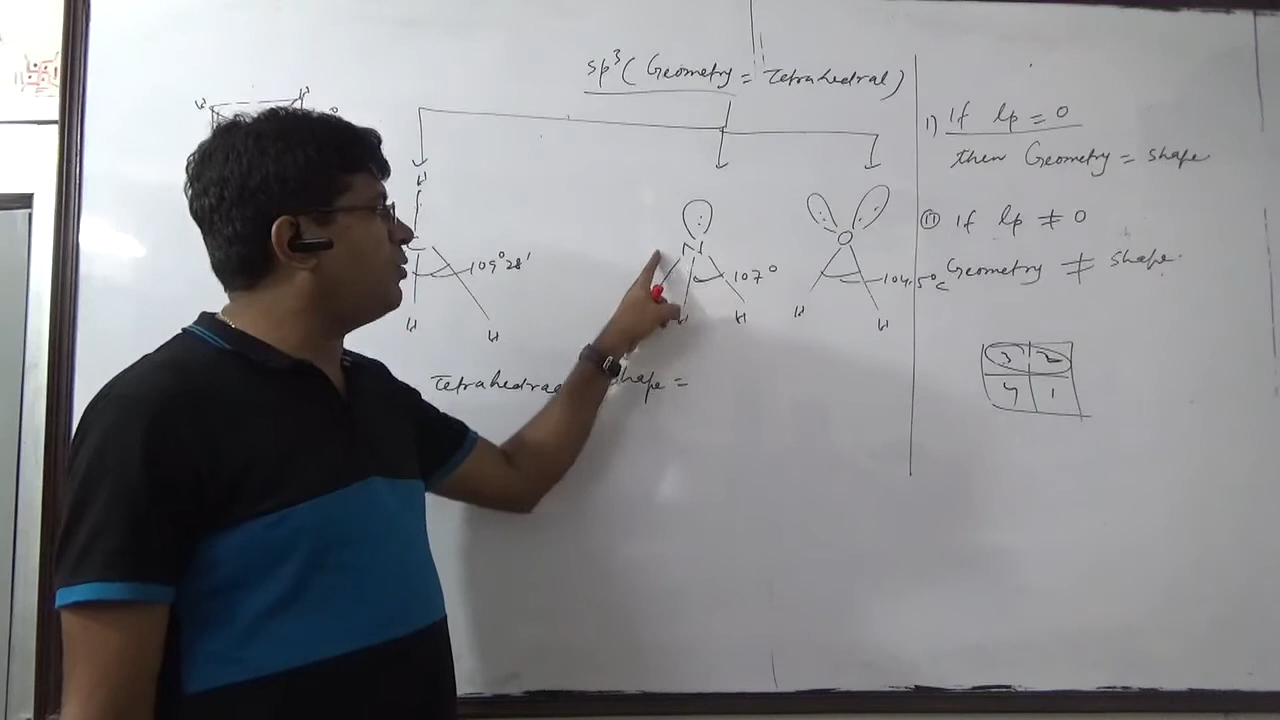 sp³ (Geometry = Tetrahedral)
H
H
H
109°28'
H
H
N
107°
H
H
O
104.5°C
H
H
Tetrahedral
shape =
I) If lp = 0
then Geometry = shape
II If lp ≠ 0
Geometry ≠ shape
3 2
4 1